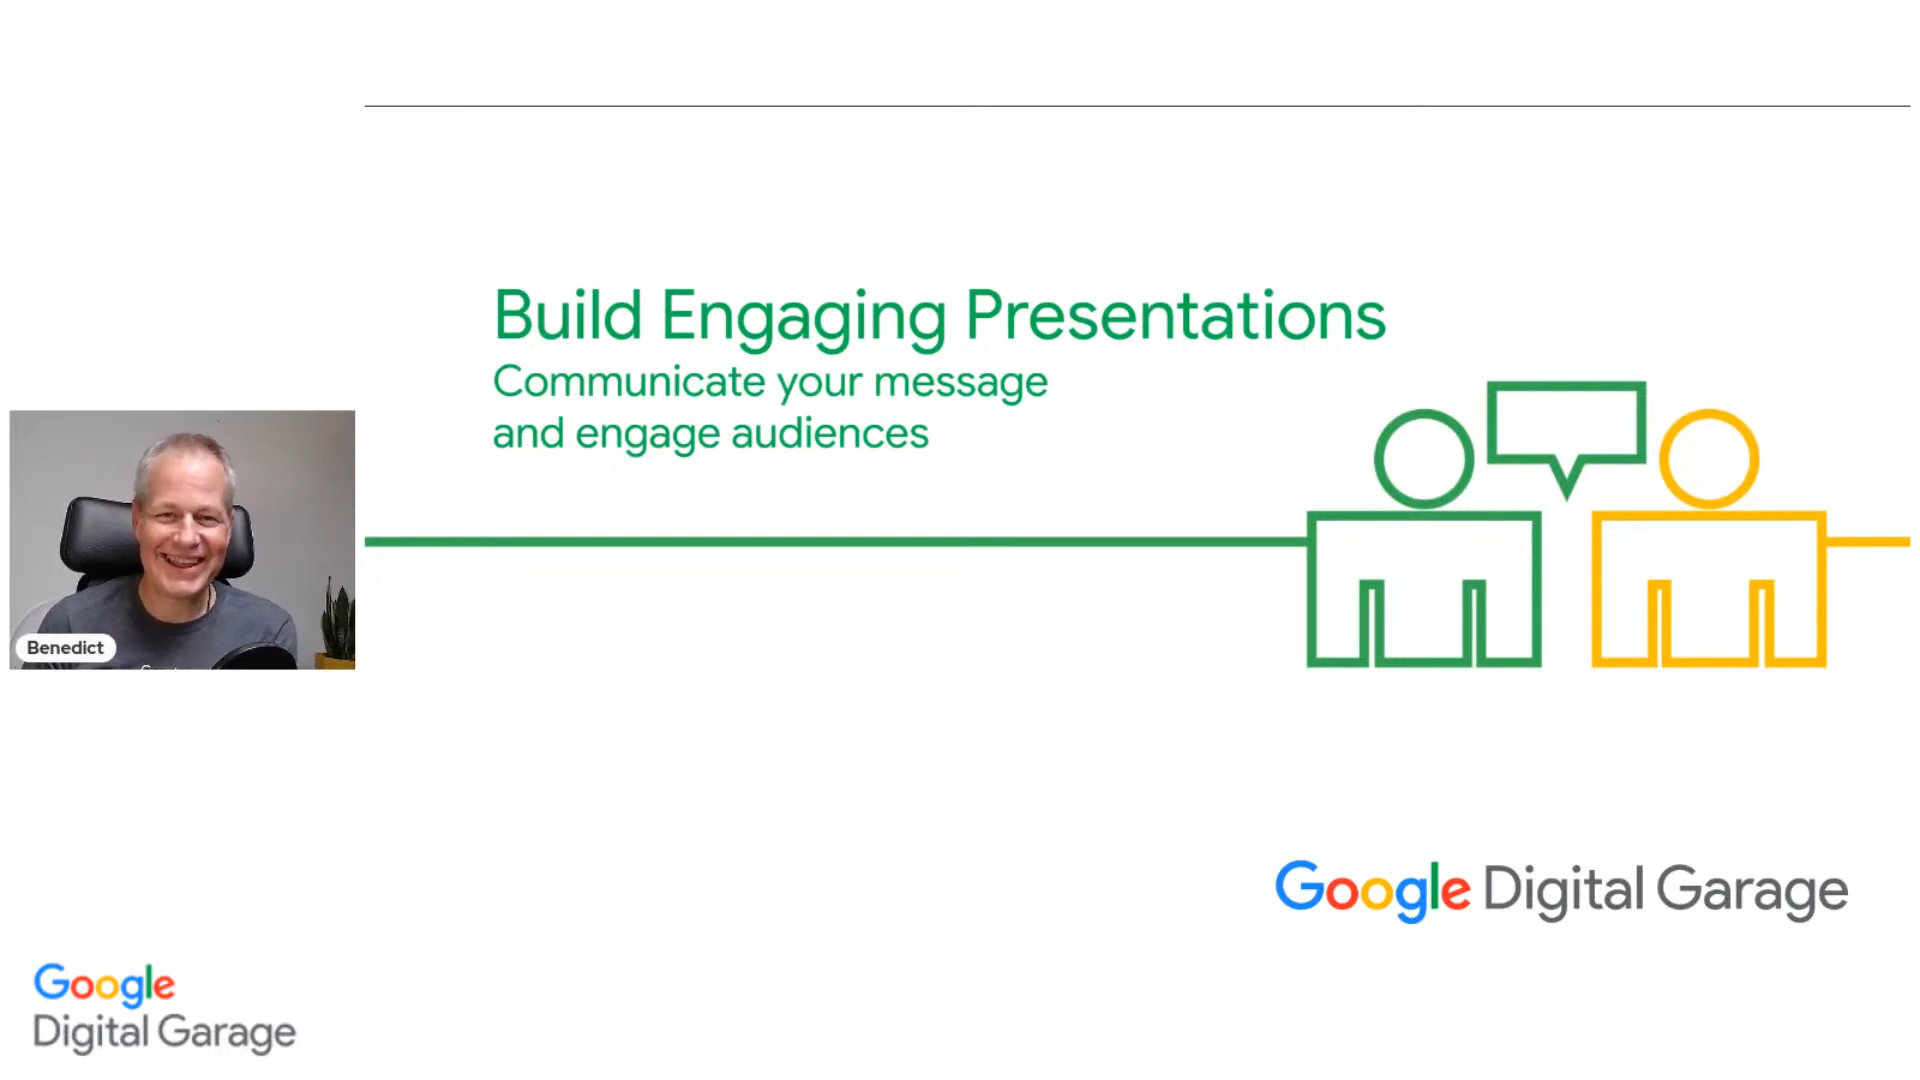 Build Engaging Presentations
Communicate your message
and engage audiences
Benedict
Google Digital Garage
Google
Digital Garage